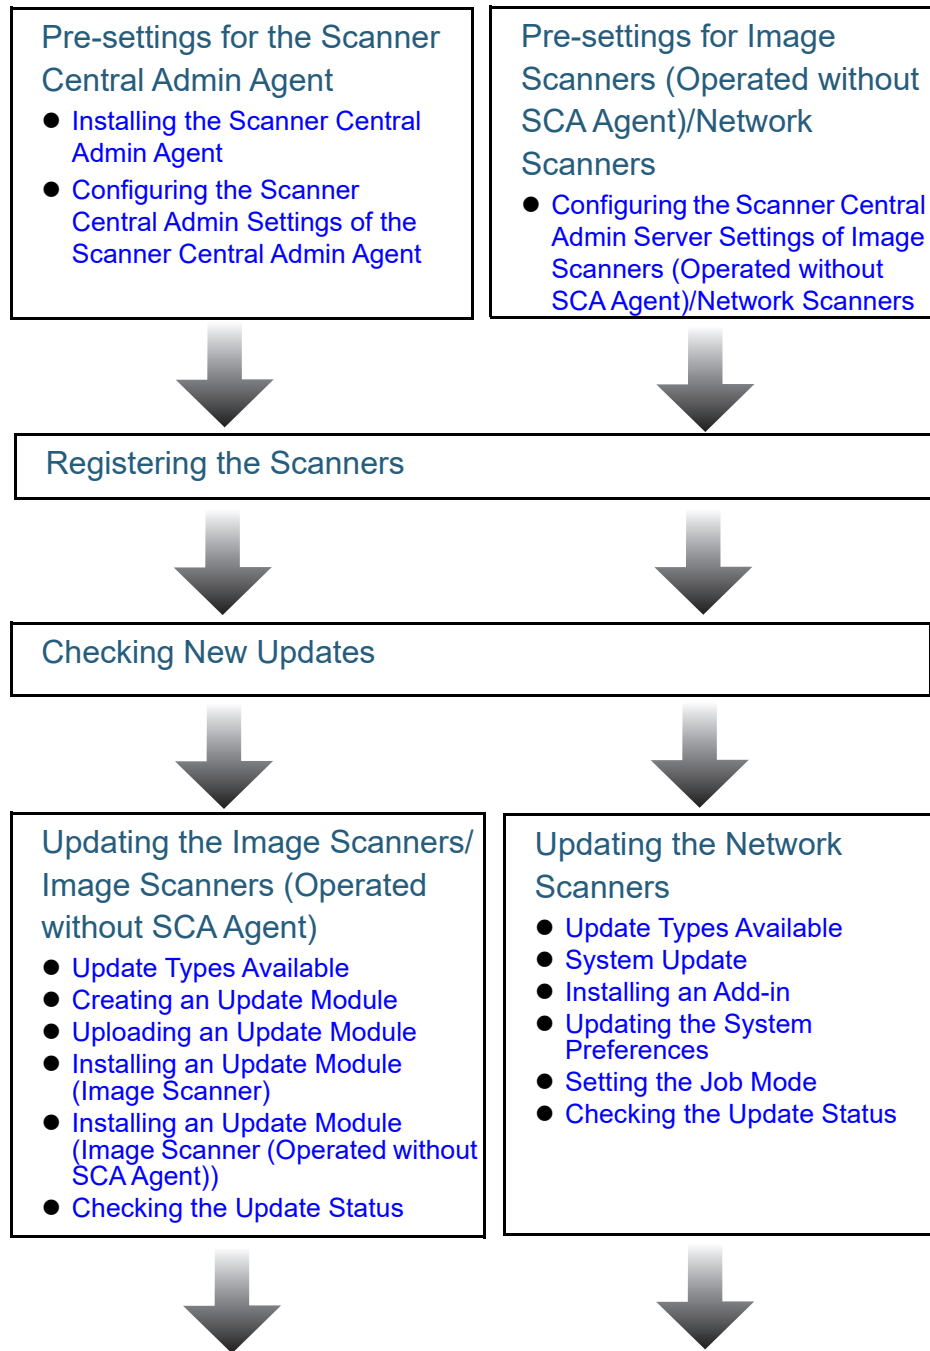 Pre-settings for the Scanner
Central Admin Agent
● Installing the Scanner Central
Admin Agent
● Configuring the Scanner
Central Admin Settings of the
Scanner Central Admin Agent
Pre-settings for Image
Scanners (Operated without
SCA Agent)/Network
Scanners
● Configuring the Scanner Central
Admin Server Settings of Image
Scanners (Operated without
SCA Agent)/Network Scanners
Registering the Scanners
Checking New Updates
Updating the Image Scanners/
Image Scanners (Operated
without SCA Agent)
● Update Types Available
● Creating an Update Module
● Uploading an Update Module
● Installing an Update Module
(Image Scanner)
● Installing an Update Module
(Image Scanner (Operated without
SCA Agent))
● Checking the Update Status
Updating the Network
Scanners
● Update Types Available
● System Update
● Installing an Add-in
● Updating the System
Preferences
● Setting the Job Mode
● Checking the Update Status